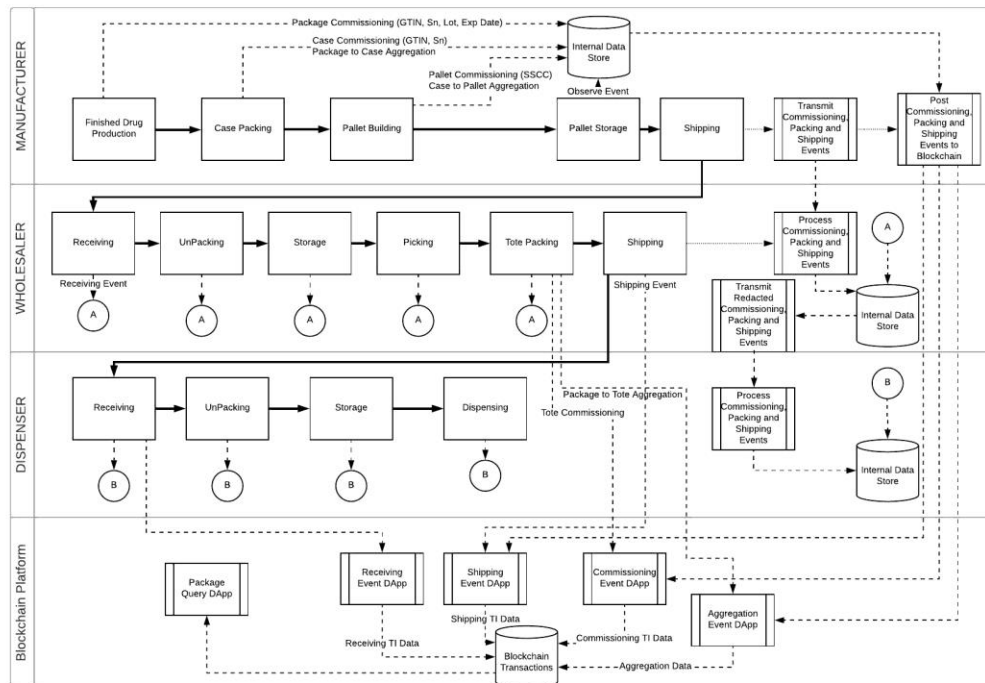 MANUFACTURER
Package Commissioning (GTIN, Sn, Lot, Exp Date)
Case Commissioning (GTIN, Sn)
Package to Case Aggregation
Pallet Commissioning (SSCC)
Case to Pallet Aggregation
Internal Data
Store
Observe Event
Finished Drug
Production
Case Packing
Pallet Building
Pallet Storage
Shipping
Transmit
Commissioning,
Packing and
Shipping
Events
Post
Commissioning,
Packing and
Shipping
Events to
Blockchain
WHOLESALER
Receiving
UnPacking
Storage
Picking
Tote Packing
Shipping
Process
Commissioning,
Packing and
Shipping
Events
A
Receiving Event
Shipping Event
A
A
A
A
A
Transmit
Redacted
Commissioning,
Packing and
Shipping
Events
Internal Data
Store
DISPENSER
Receiving
UnPacking
Storage
Dispensing
Package to Tote Aggregation
Tote Commissioning
Process
Commissioning,
Packing and
Shipping
Events
B
B
B
B
B
Internal Data
Store
Blockchain Platform
Package
Query DApp
Receiving
Event DApp
Shipping
Event DApp
Commissioning
Event DApp
Aggregation
Event DApp
Receiving TI Data
Shipping TI Data
Commissioning TI Data
Aggregation Data
Blockchain
Transactions